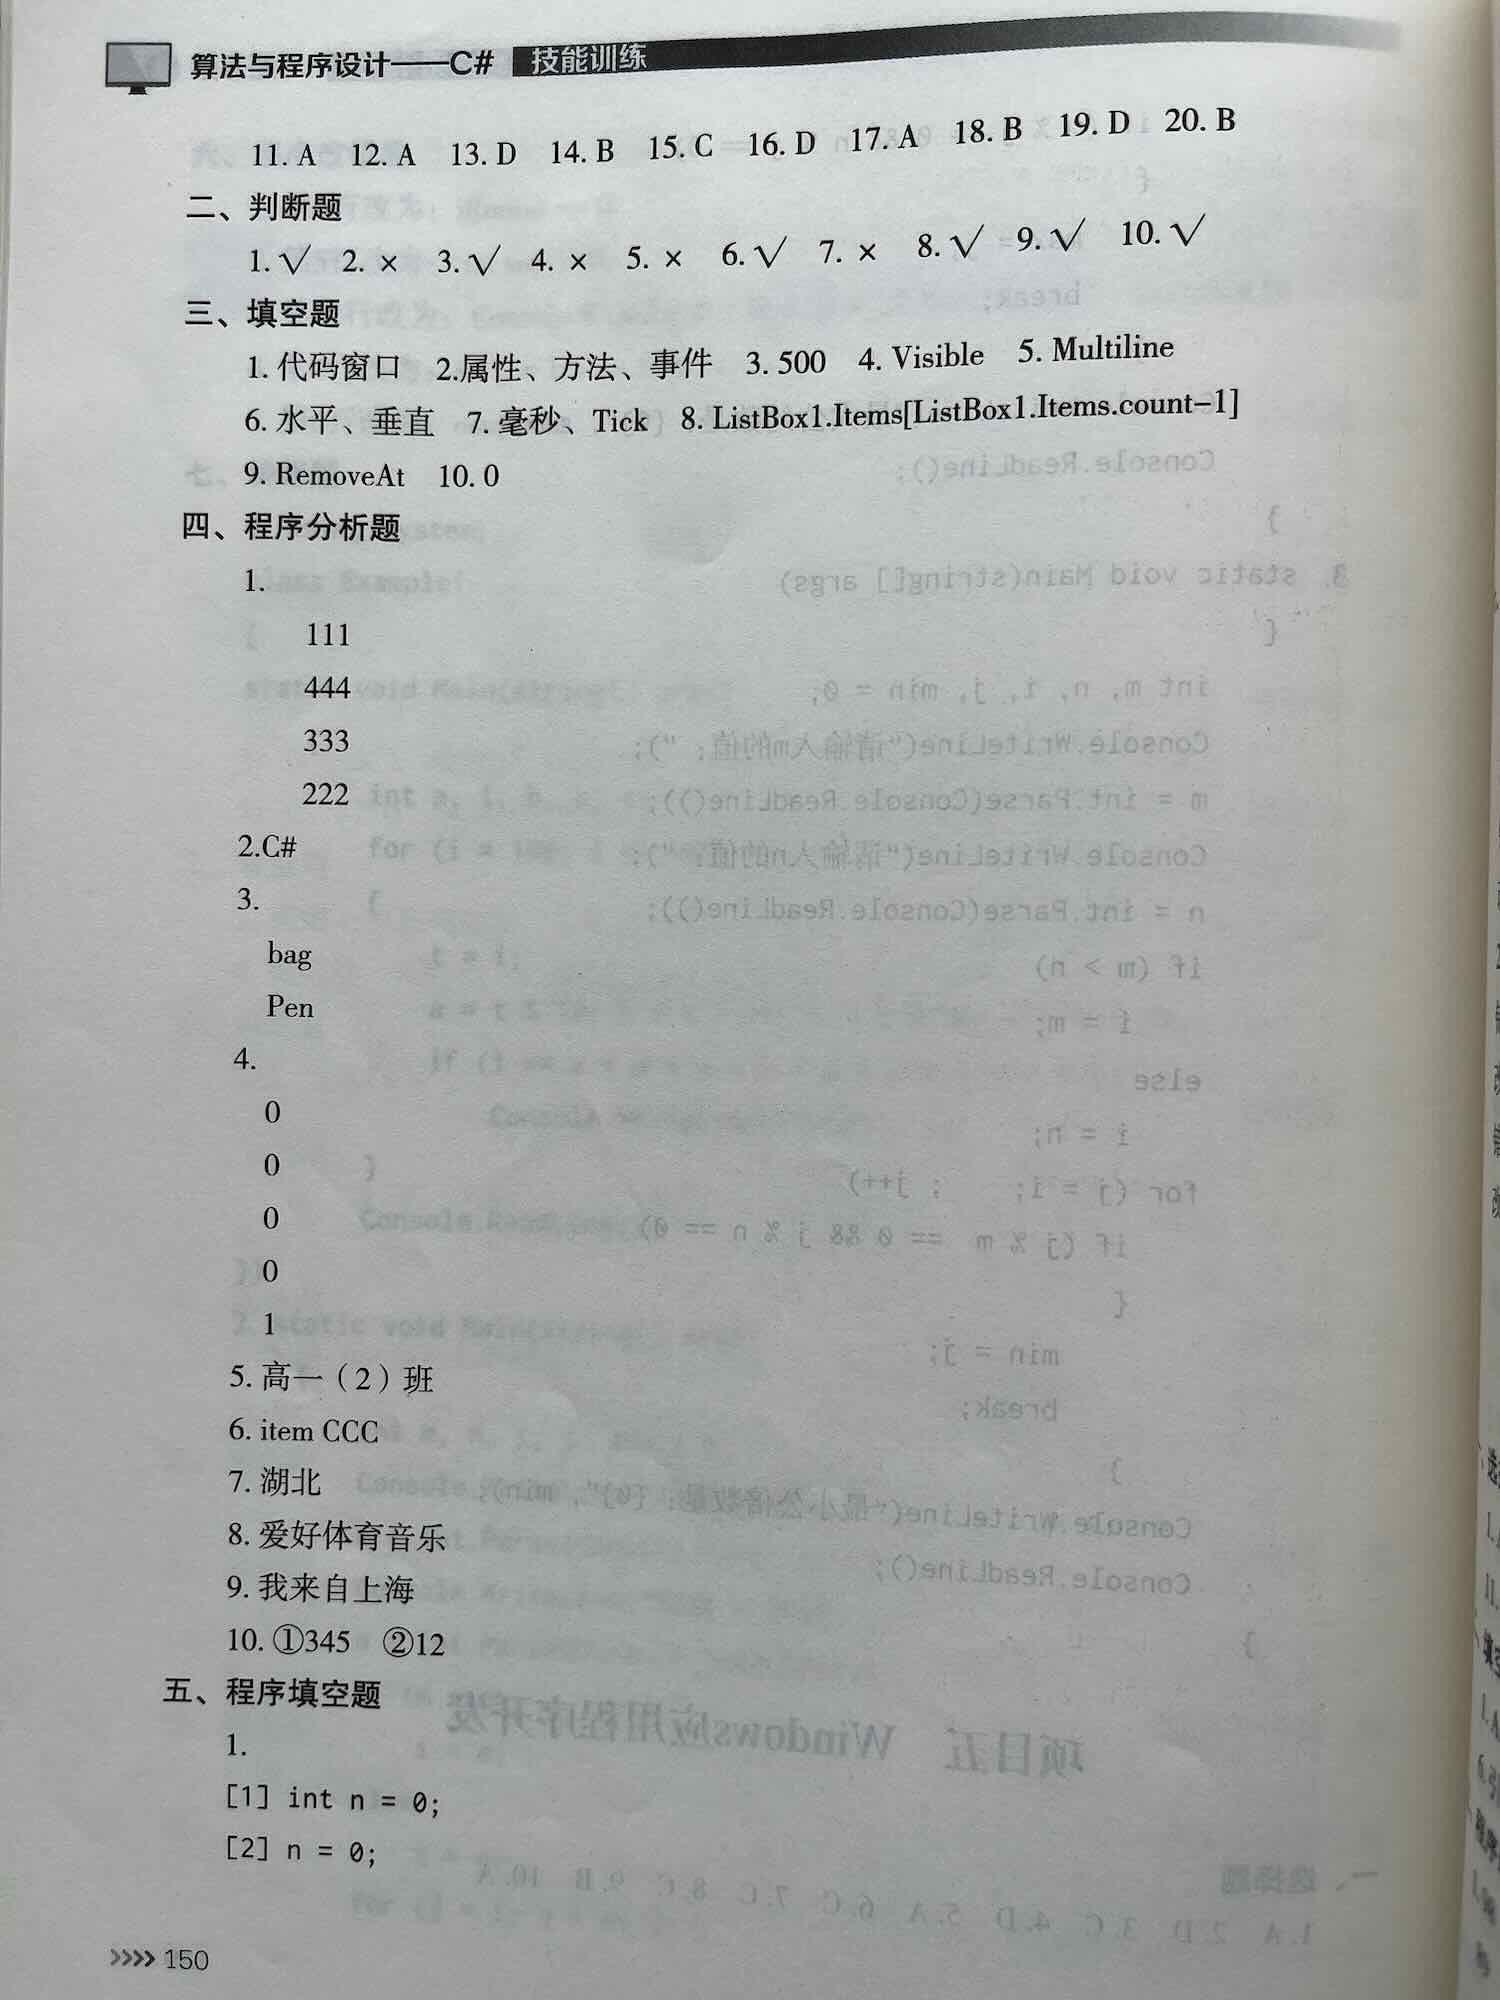 算法与程序设计——C# 技能训练
11. A 12. A 13. D 14. B 15. C 16. D 17. A 18. B 19. D 20. B
二、判断题
1. √ 2. × 3. √ 4. × 5. × 6. √ 7. × 8. √ 9. √ 10. √
三、填空题
1. 代码窗口 2.属性、方法、事件 3. 500 4. Visible 5. Multiline
6. 水平、垂直 7. 毫秒、Tick 8. ListBox1.Items[ListBox1.Items.count-1]
9. RemoveAt 10. 0
四、程序分析题
1.
111
444
333
222
2.C#
3.
bag
Pen
4.
0
0
0
0
1
5. 高一（2）班
6. item CCC
7. 湖北
8. 爱好体育音乐
9. 我来自上海
10. ①345 ②12
五、程序填空题
1.
[1] int n = 0;
[2] n = 0;
>>>> 150